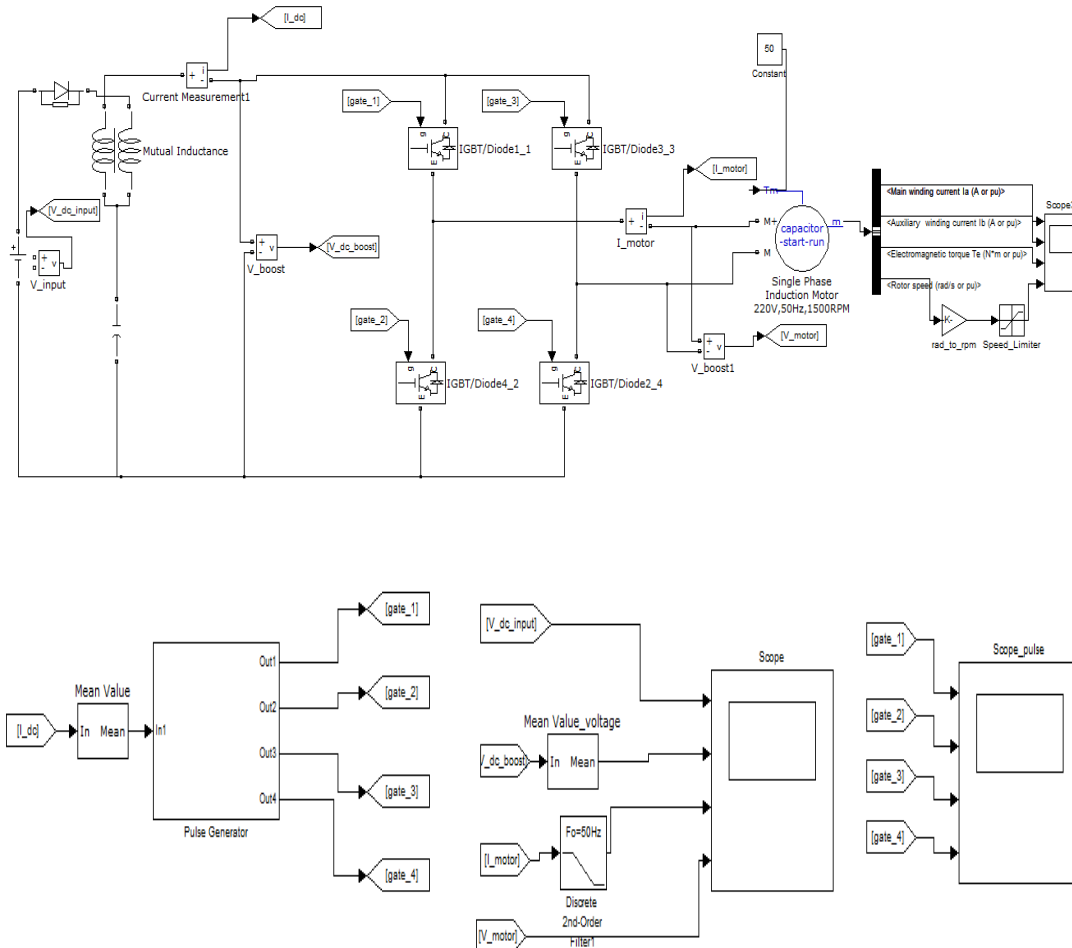 [I_dc]
50
Constant
+
i
-
Current Measurement1
[gate_1]
[gate_3]
g
C
E
IGBT/Diode1_1
g
C
E
IGBT/Diode3_3
Mutual Inductance
[I_motor]
[V_dc_input]
+
+
-
v
V_input
+
-
v
V_boost
[V_dc_boost]
+
i
-
I_motor
Tm
M+
M
m
capacitor
-start-run
Single Phase
Induction Motor
220V,50Hz,1500RPM
<Main winding current Ia (A or pu)>
<Auxiliary winding current Ib (A or pu)>
<Electromagnetic torque Te (N*m or pu)>
<Rotor speed (rad/s or pu)>
K-
rad_to_rpm
Speed_Limiter
[gate_2]
[gate_4]
g
C
E
IGBT/Diode4_2
g
C
E
IGBT/Diode2_4
+
-
v
V_boost1
[V_motor]
[I_dc]
Mean Value
In Mean
In1
Out1
Out2
Out3
Out4
Pulse Generator
[gate_1]
[gate_2]
[gate_3]
[gate_4]
[V_dc_input]
Mean Value_voltage
V_dc_boost]
In Mean
[I_motor]
Fo=50Hz
Discrete
2nd-Order
Filter1
[V_motor]
Scope
[gate_1]
[gate_2]
[gate_3]
[gate_4]
Scope_pulse